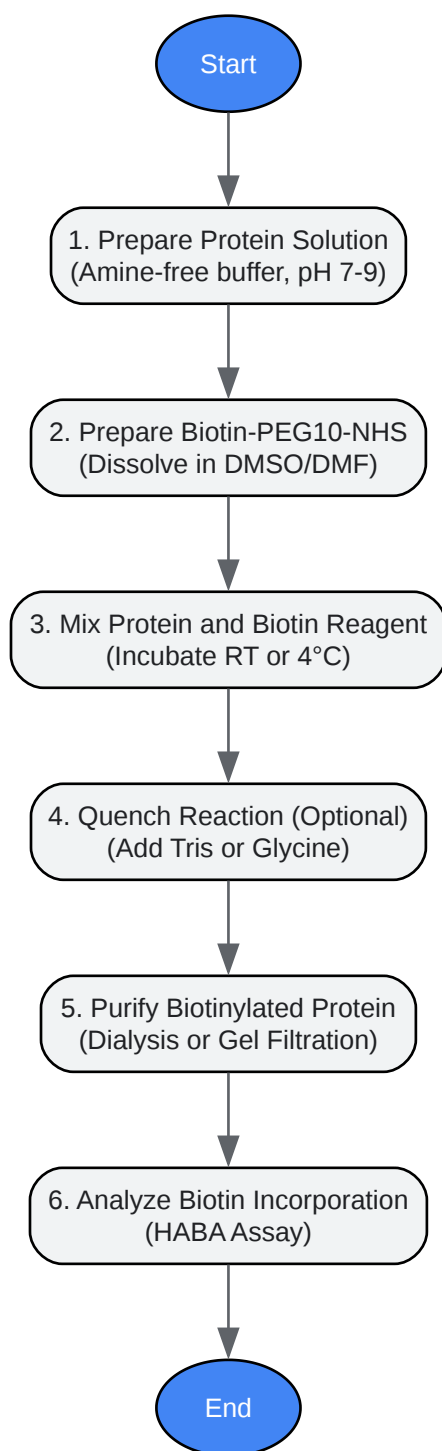 Start
1. Prepare Protein Solution
(Amine-free buffer, pH 7-9)
2. Prepare Biotin-PEG10-NHS
(Dissolve in DMSO/DMF)
3. Mix Protein and Biotin Reagent
(Incubate RT or 4°C)
4. Quench Reaction (Optional)
(Add Tris or Glycine)
5. Purify Biotinylated Protein
(Dialysis or Gel Filtration)
6. Analyze Biotin Incorporation
(HABA Assay)
End